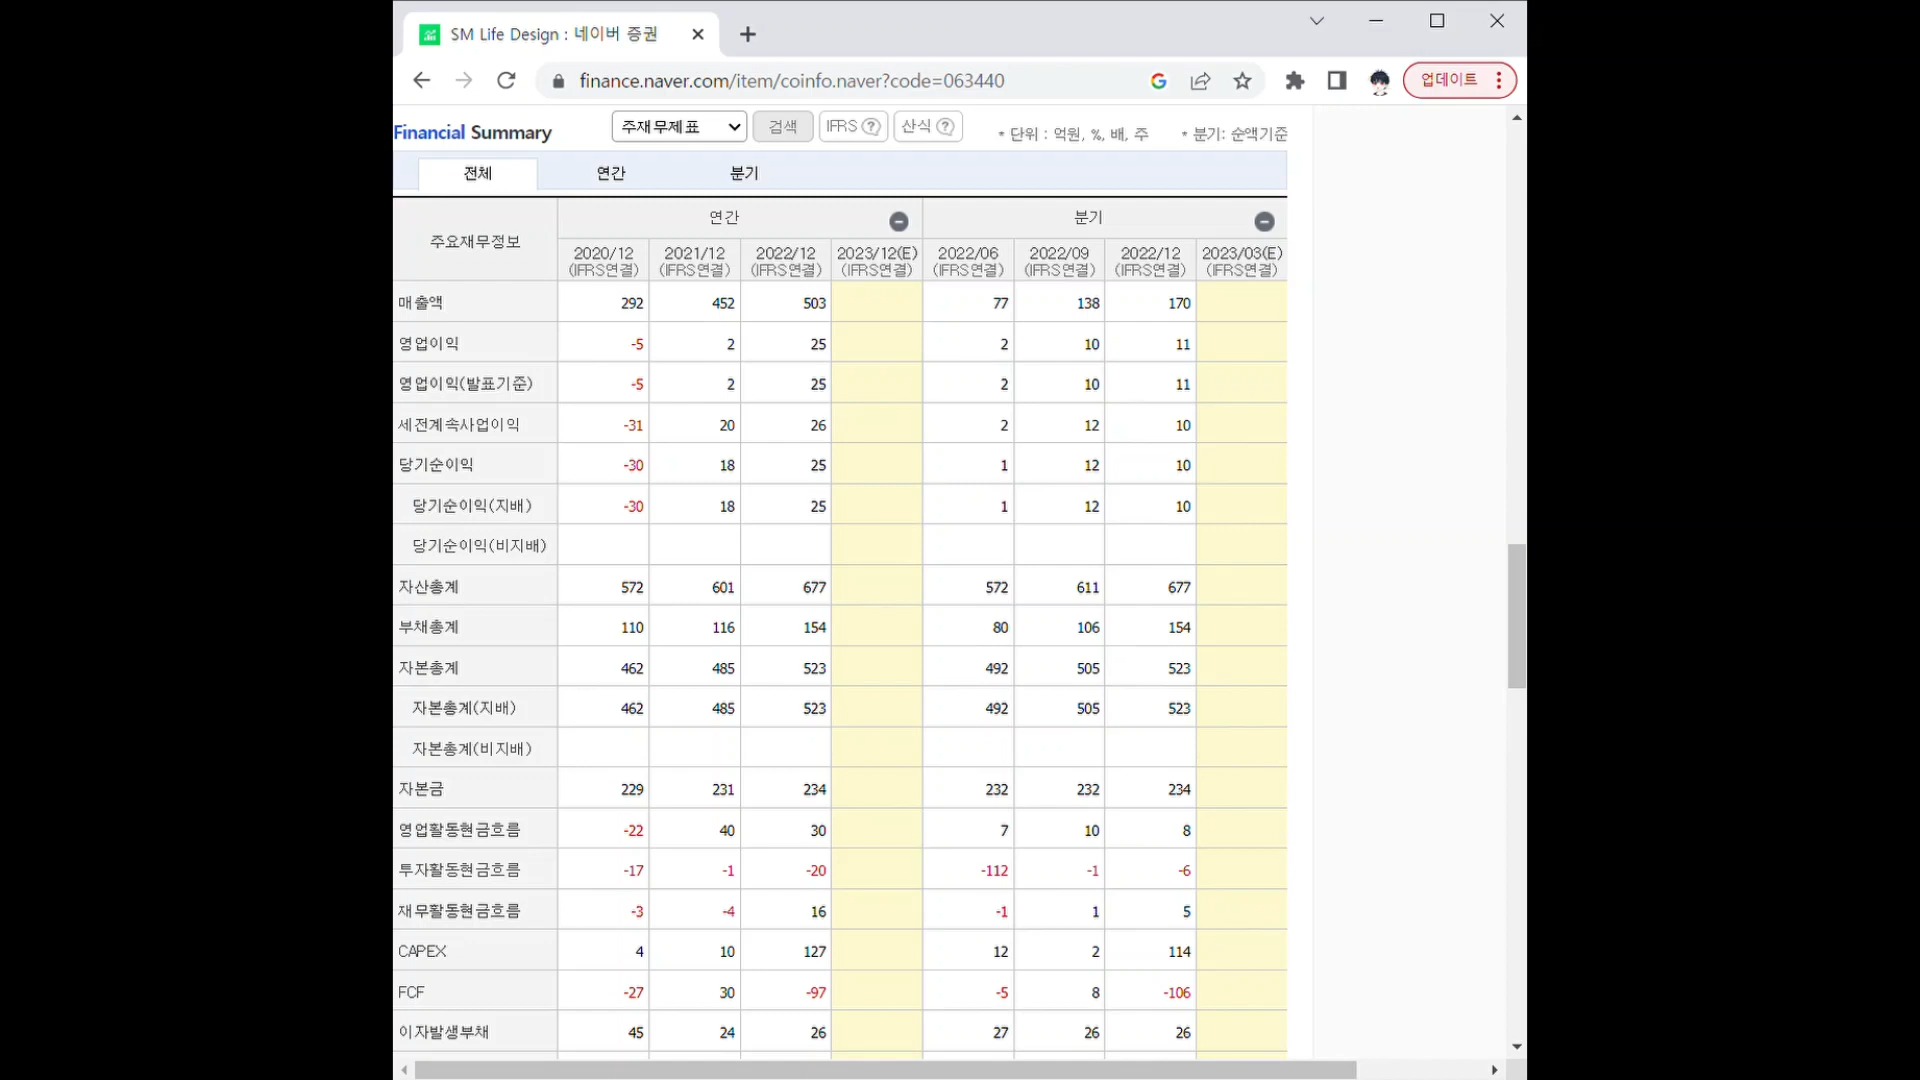 SM Life Design : 네이버 증권
finance.naver.com/item/coinfo.naver?code=063440
업데이트
Financial Summary 주재무제표 검색 IFRS ? 산식 ? * 단위 : 억원, %, 배, 주 * 분기: 순액기준
전체 연간 분기
주요재무정보 연간 분기
2020/12 2021/12 2022/12 2023/12(E) 2022/06 2022/09 2022/12 2023/03(E)
(IFRS연결) (IFRS연결) (IFRS연결) (IFRS연결) (IFRS연결) (IFRS연결) (IFRS연결) (IFRS연결)
매출액 292 452 503 77 138 170
영업이익 -5 2 25 2 10 11
영업이익(발표기준) -5 2 25 2 10 11
세전계속사업이익 -31 20 26 2 12 10
당기순이익 -30 18 25 1 12 10
당기순이익(지배) -30 18 25 1 12 10
당기순이익(비지배)
자산총계 572 601 677 572 611 677
부채총계 110 116 154 80 106 154
자본총계 462 485 523 492 505 523
자본총계(지배) 462 485 523 492 505 523
자본총계(비지배)
자본금 229 231 234 232 232 234
영업활동현금흐름 -22 40 30 7 10 8
투자활동현금흐름 -17 -1 -20 -112 -1 -6
재무활동현금흐름 -3 -4 16 -1 1 5
CAPEX 4 10 127 12 2 114
FCF -27 30 -97 -5 8 -106
이자발생부채 45 24 26 27 26 26